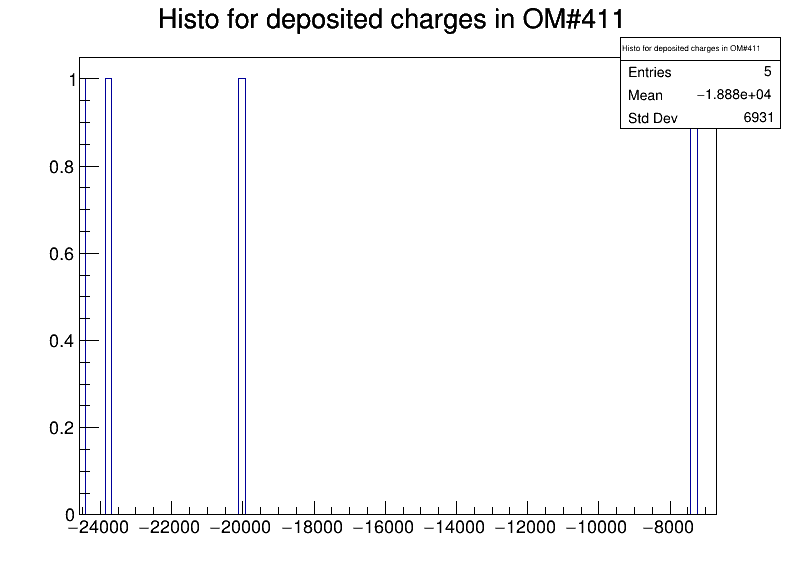 Histo for deposited charges in OM#411
Histo for deposited charges in OM#411
Entries 5
Mean −1.888e+04
Std Dev 6931
1
0.8
0.6
0.4
0.2
0
−24000 −22000 −20000 −18000 −16000 −14000 −12000 −10000 −8000